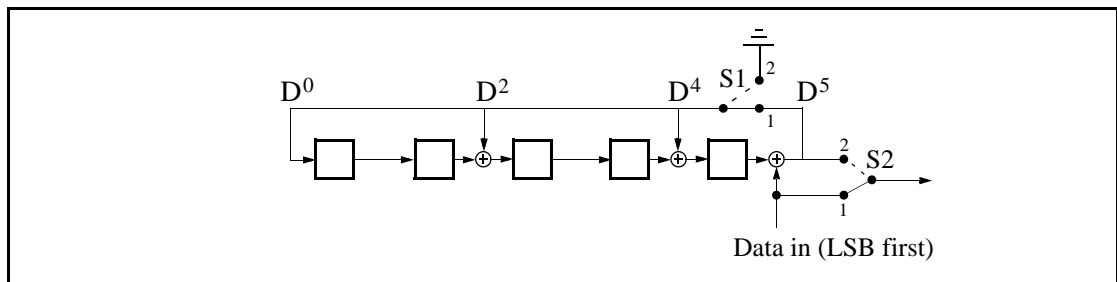 2
S1
D⁰ D² D⁴ D⁵
1
2
S2
1
Data in (LSB first)